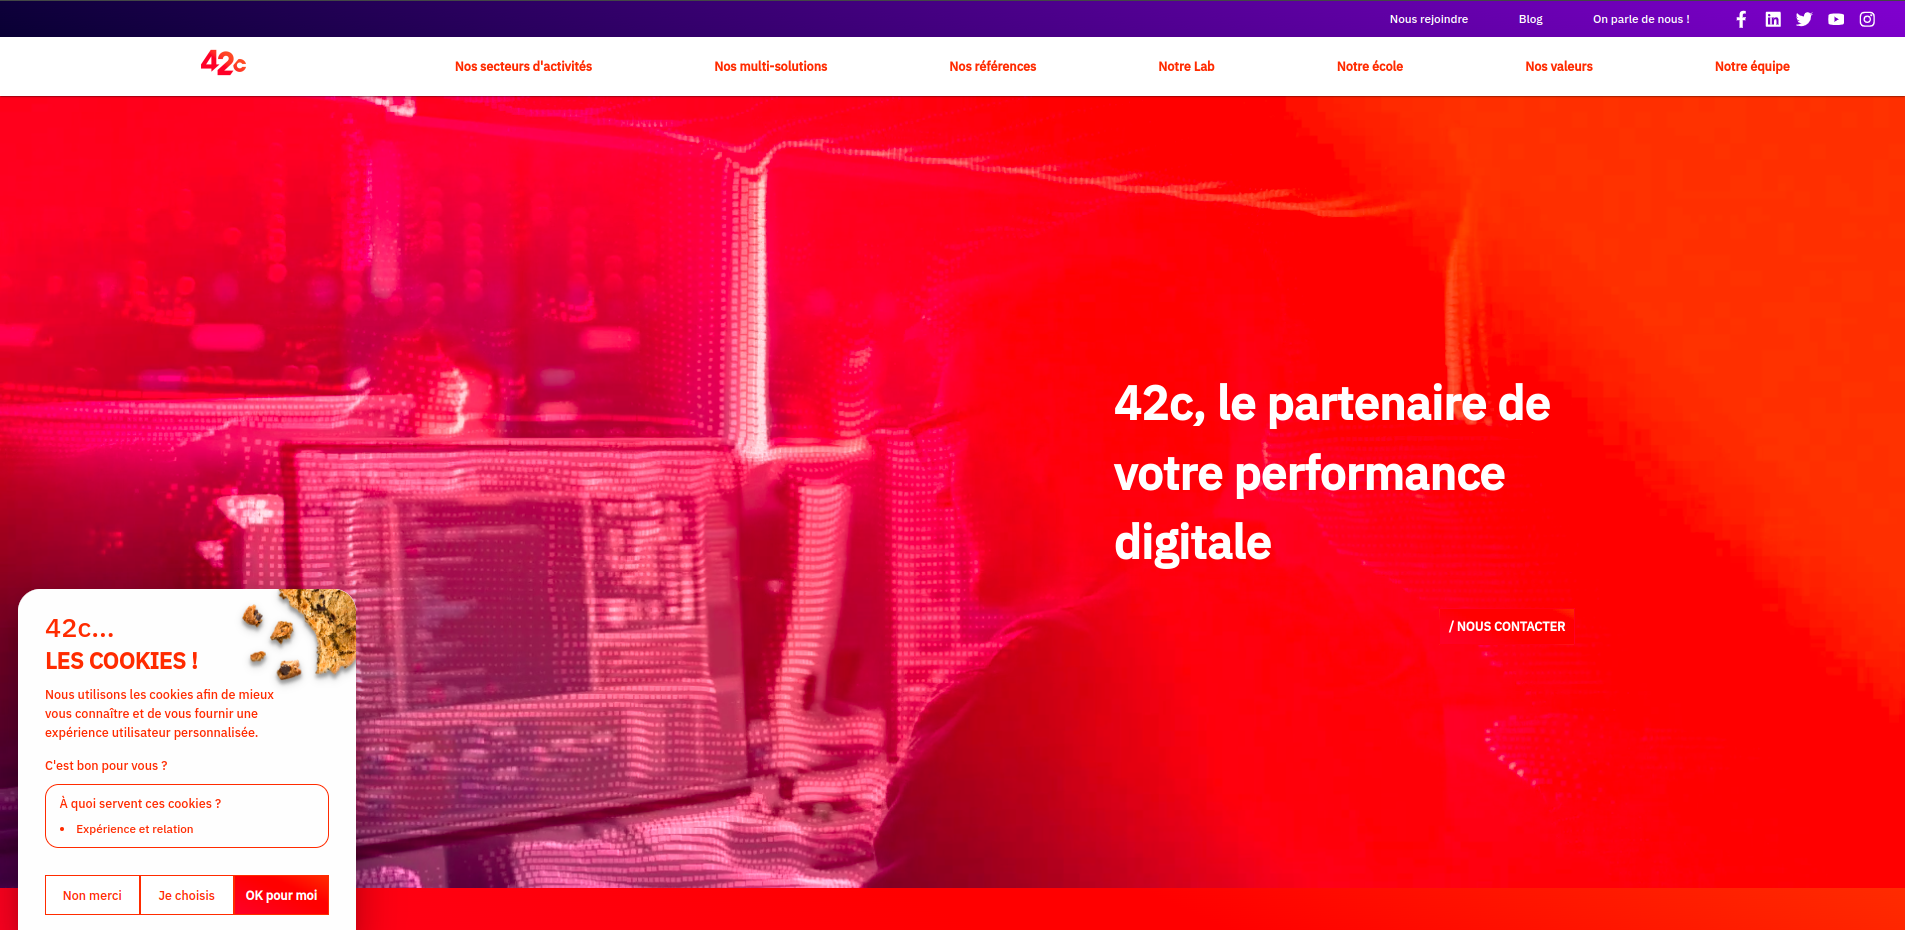 Nous rejoindre Blog On parle de nous !
42c Nos secteurs d'activités Nos multi-solutions Nos références Notre Lab Notre école Nos valeurs Notre équipe
42c, le partenaire de
votre performance
digitale
/ NOUS CONTACTER
42c...
LES COOKIES !
Nous utilisons les cookies afin de mieux
vous connaître et de vous fournir une
expérience utilisateur personnalisée.
C'est bon pour vous ?
À quoi servent ces cookies ?
• Expérience et relation
Non merci Je choisis OK pour moi